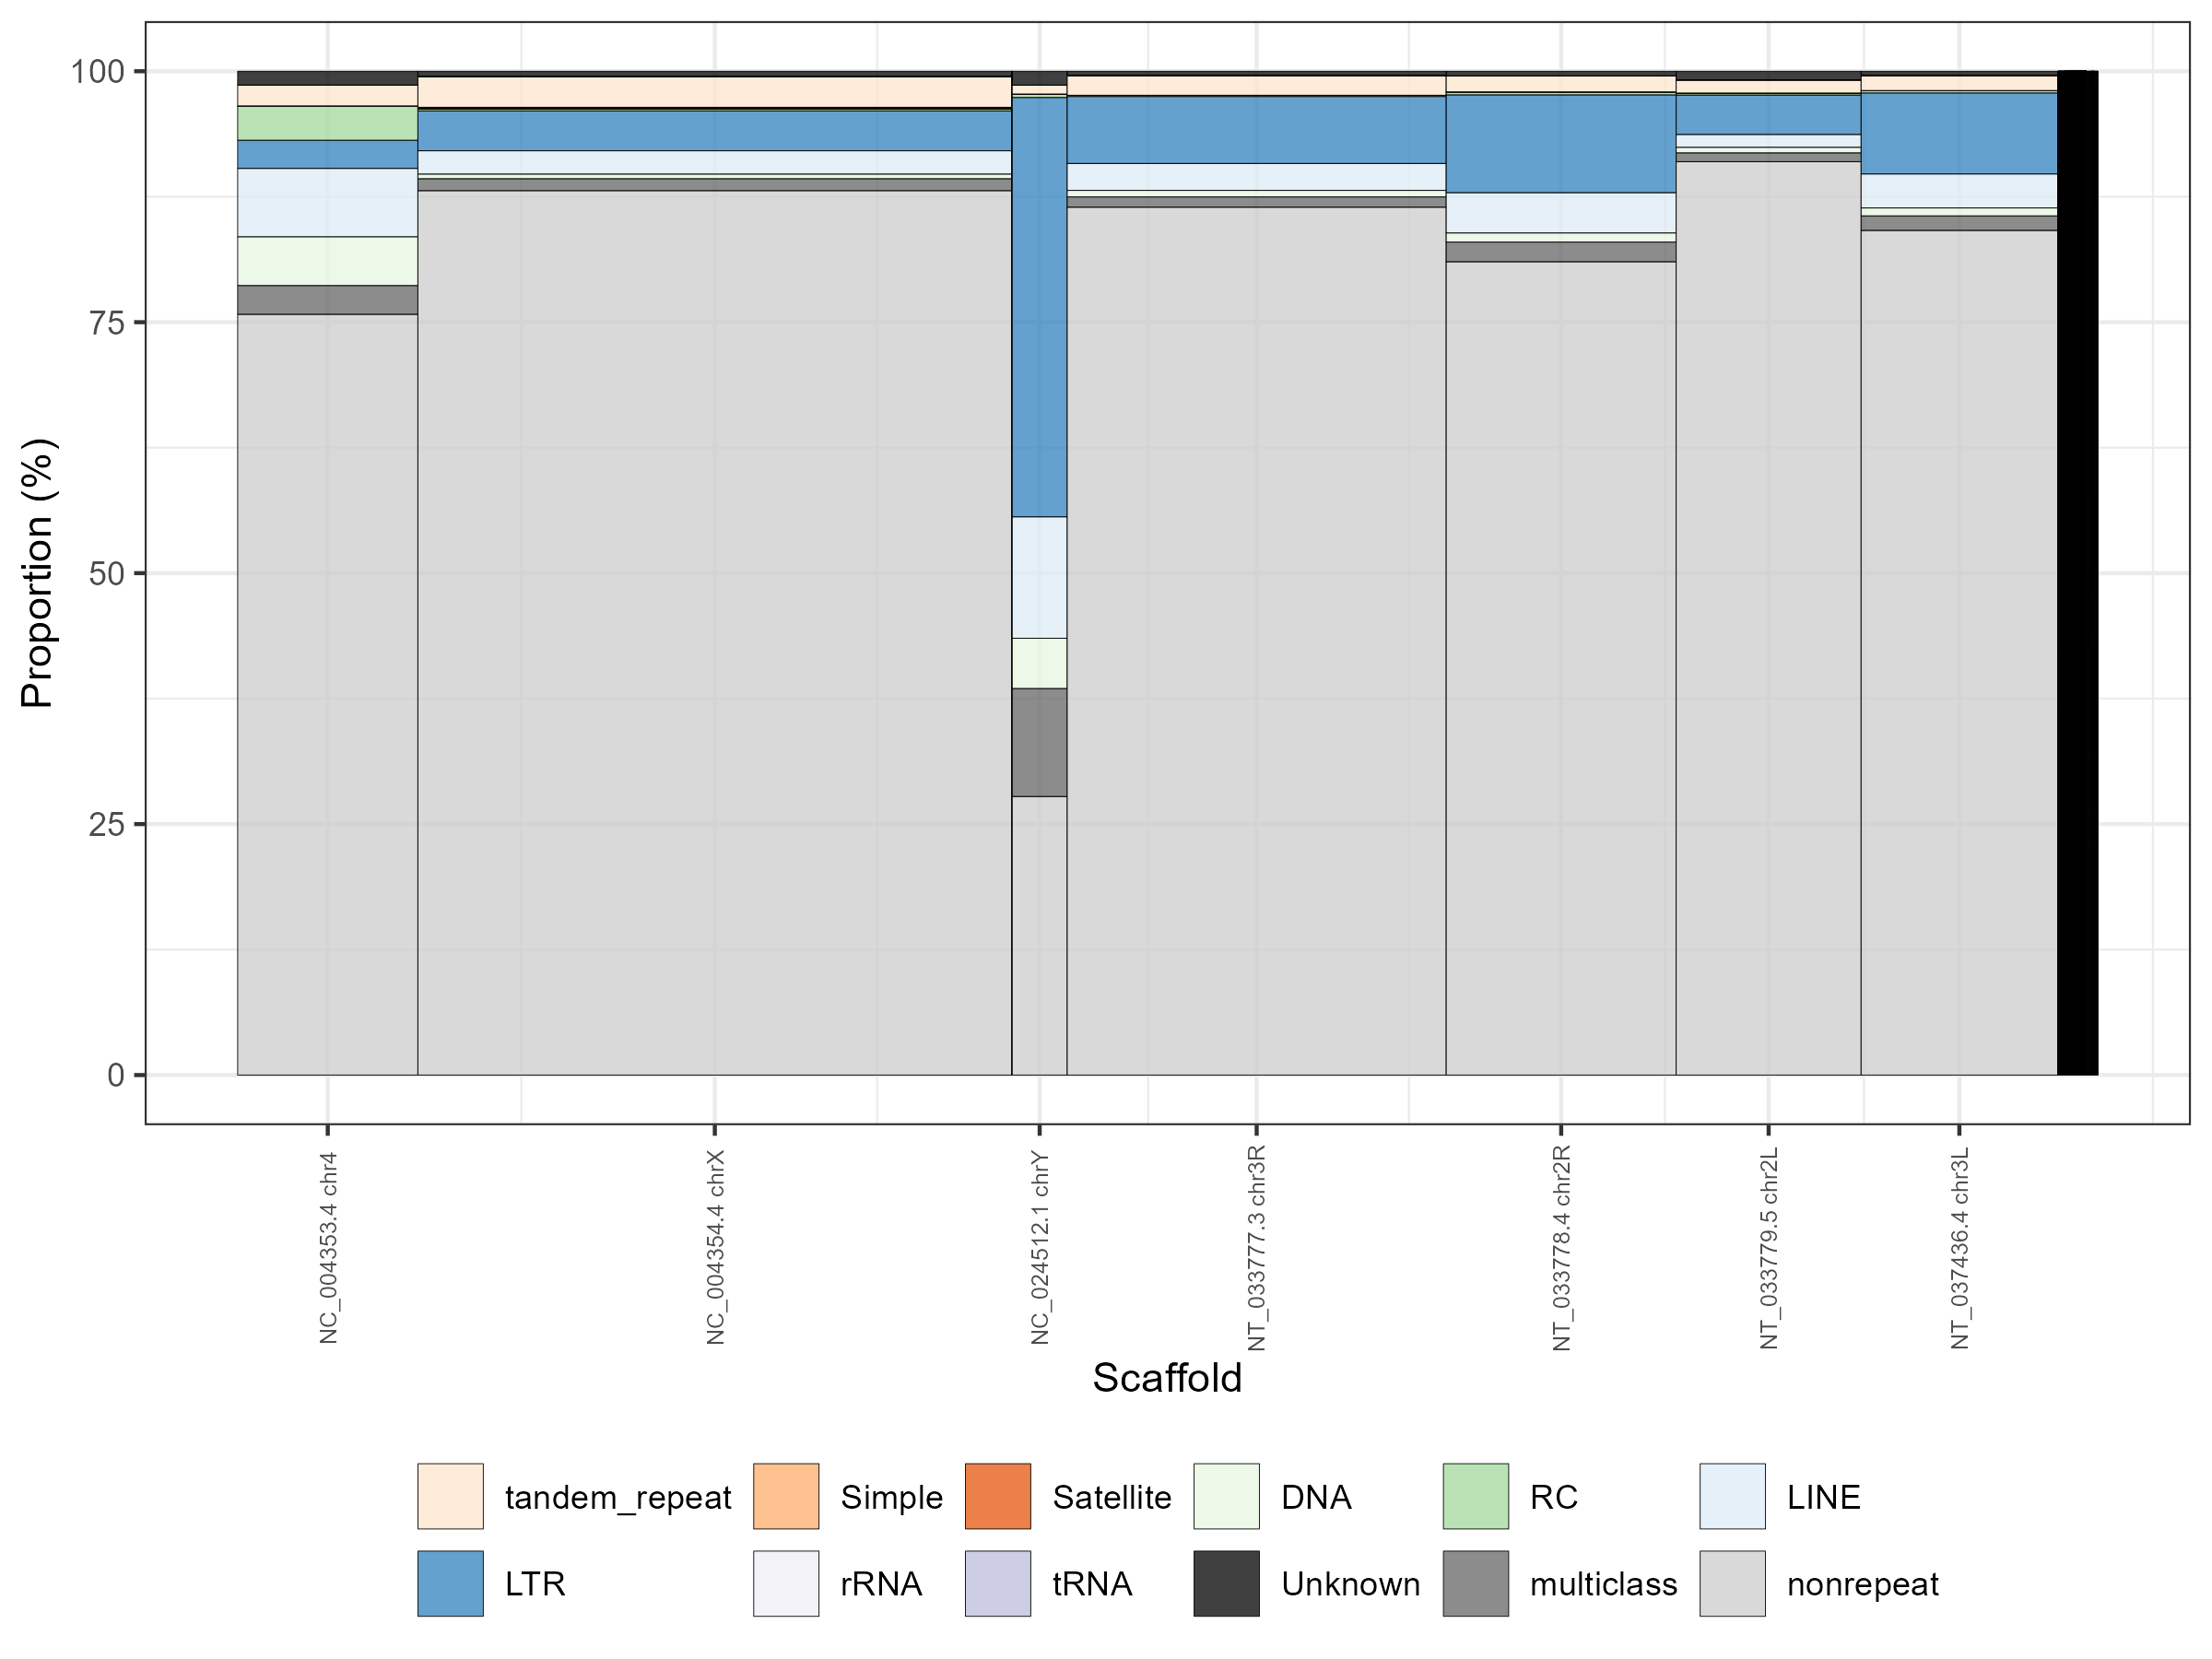 Proportion (%)
100
75
50
25
0
NC_004353.4 chr4
NC_004354.4 chrX
NC_024512.1 chrY
NT_033777.3 chr3R
NT_033778.4 chr2R
NT_033779.5 chr2L
NT_037436.4 chr3L
Scaffold
tandem_repeat Simple Satellite DNA RC LINE
LTR rRNA tRNA Unknown multiclass nonrepeat